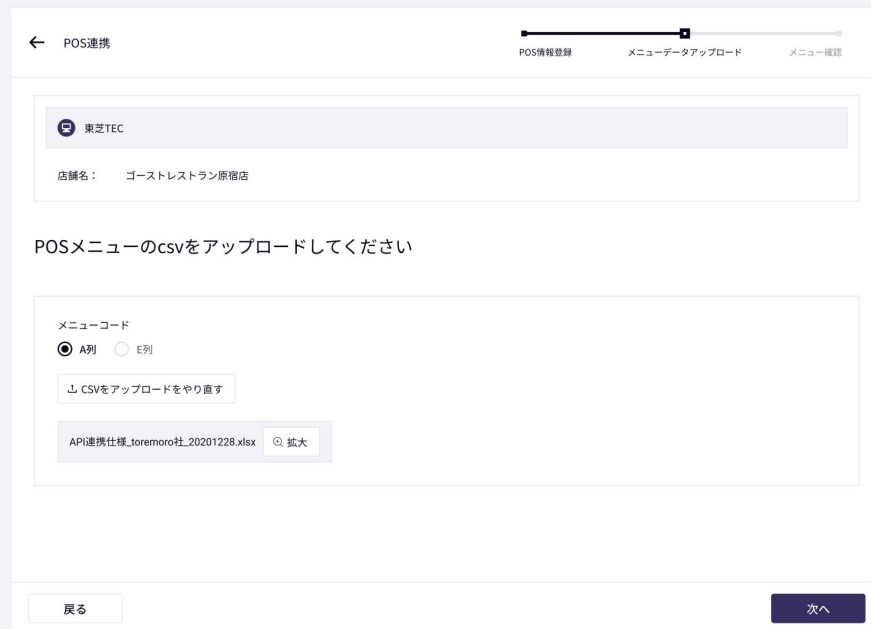 POS連携
POS情報登録 メニューデータアップロード メニュー確認
東芝TEC
店舗名： ゴーストレストラン原宿店
POSメニューのcsvをアップロードしてください
メニューコード
A列 E列
CSVをアップロードをやり直す
API連携仕様_toremoro社_20201228.xlsx 拡大
戻る 次へ